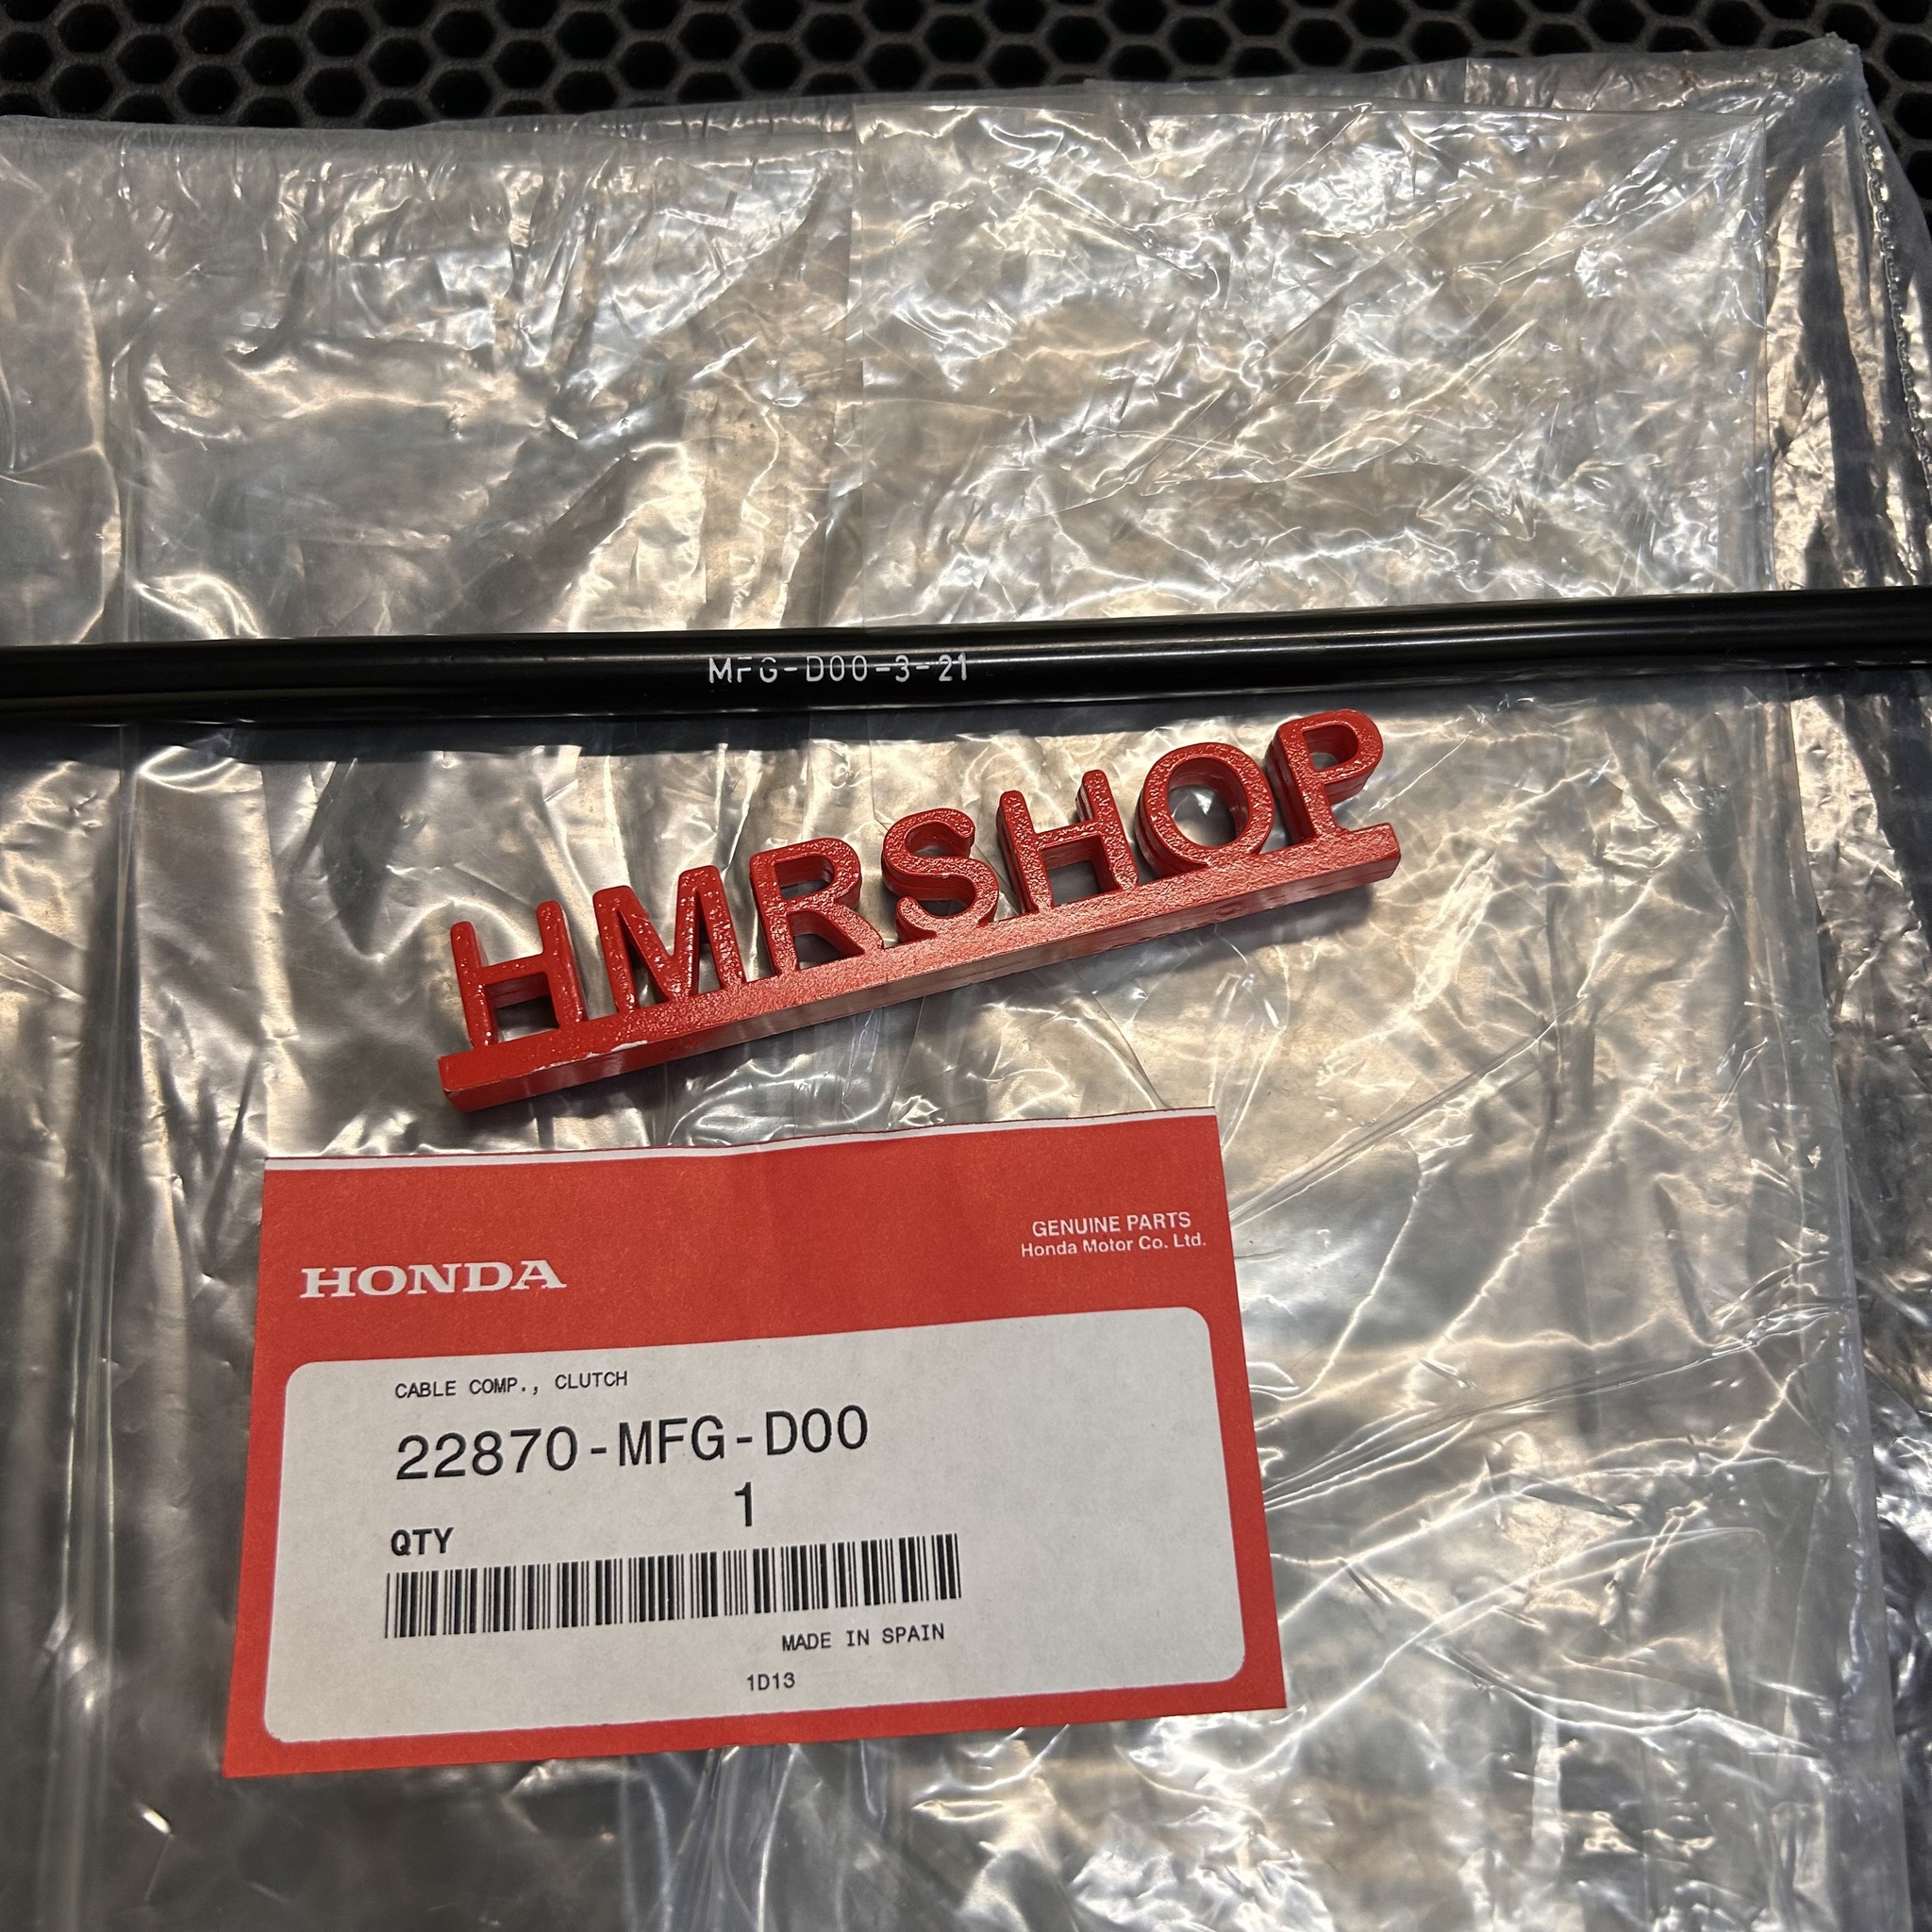 MFG-D00-3-21
HMRSHOP
GENUINE PARTS
Honda Motor Co. Ltd.
HONDA
CABLE COMP., CLUTCH
22870-MFG-D00
1
QTY
MADE IN SPAIN
1D13